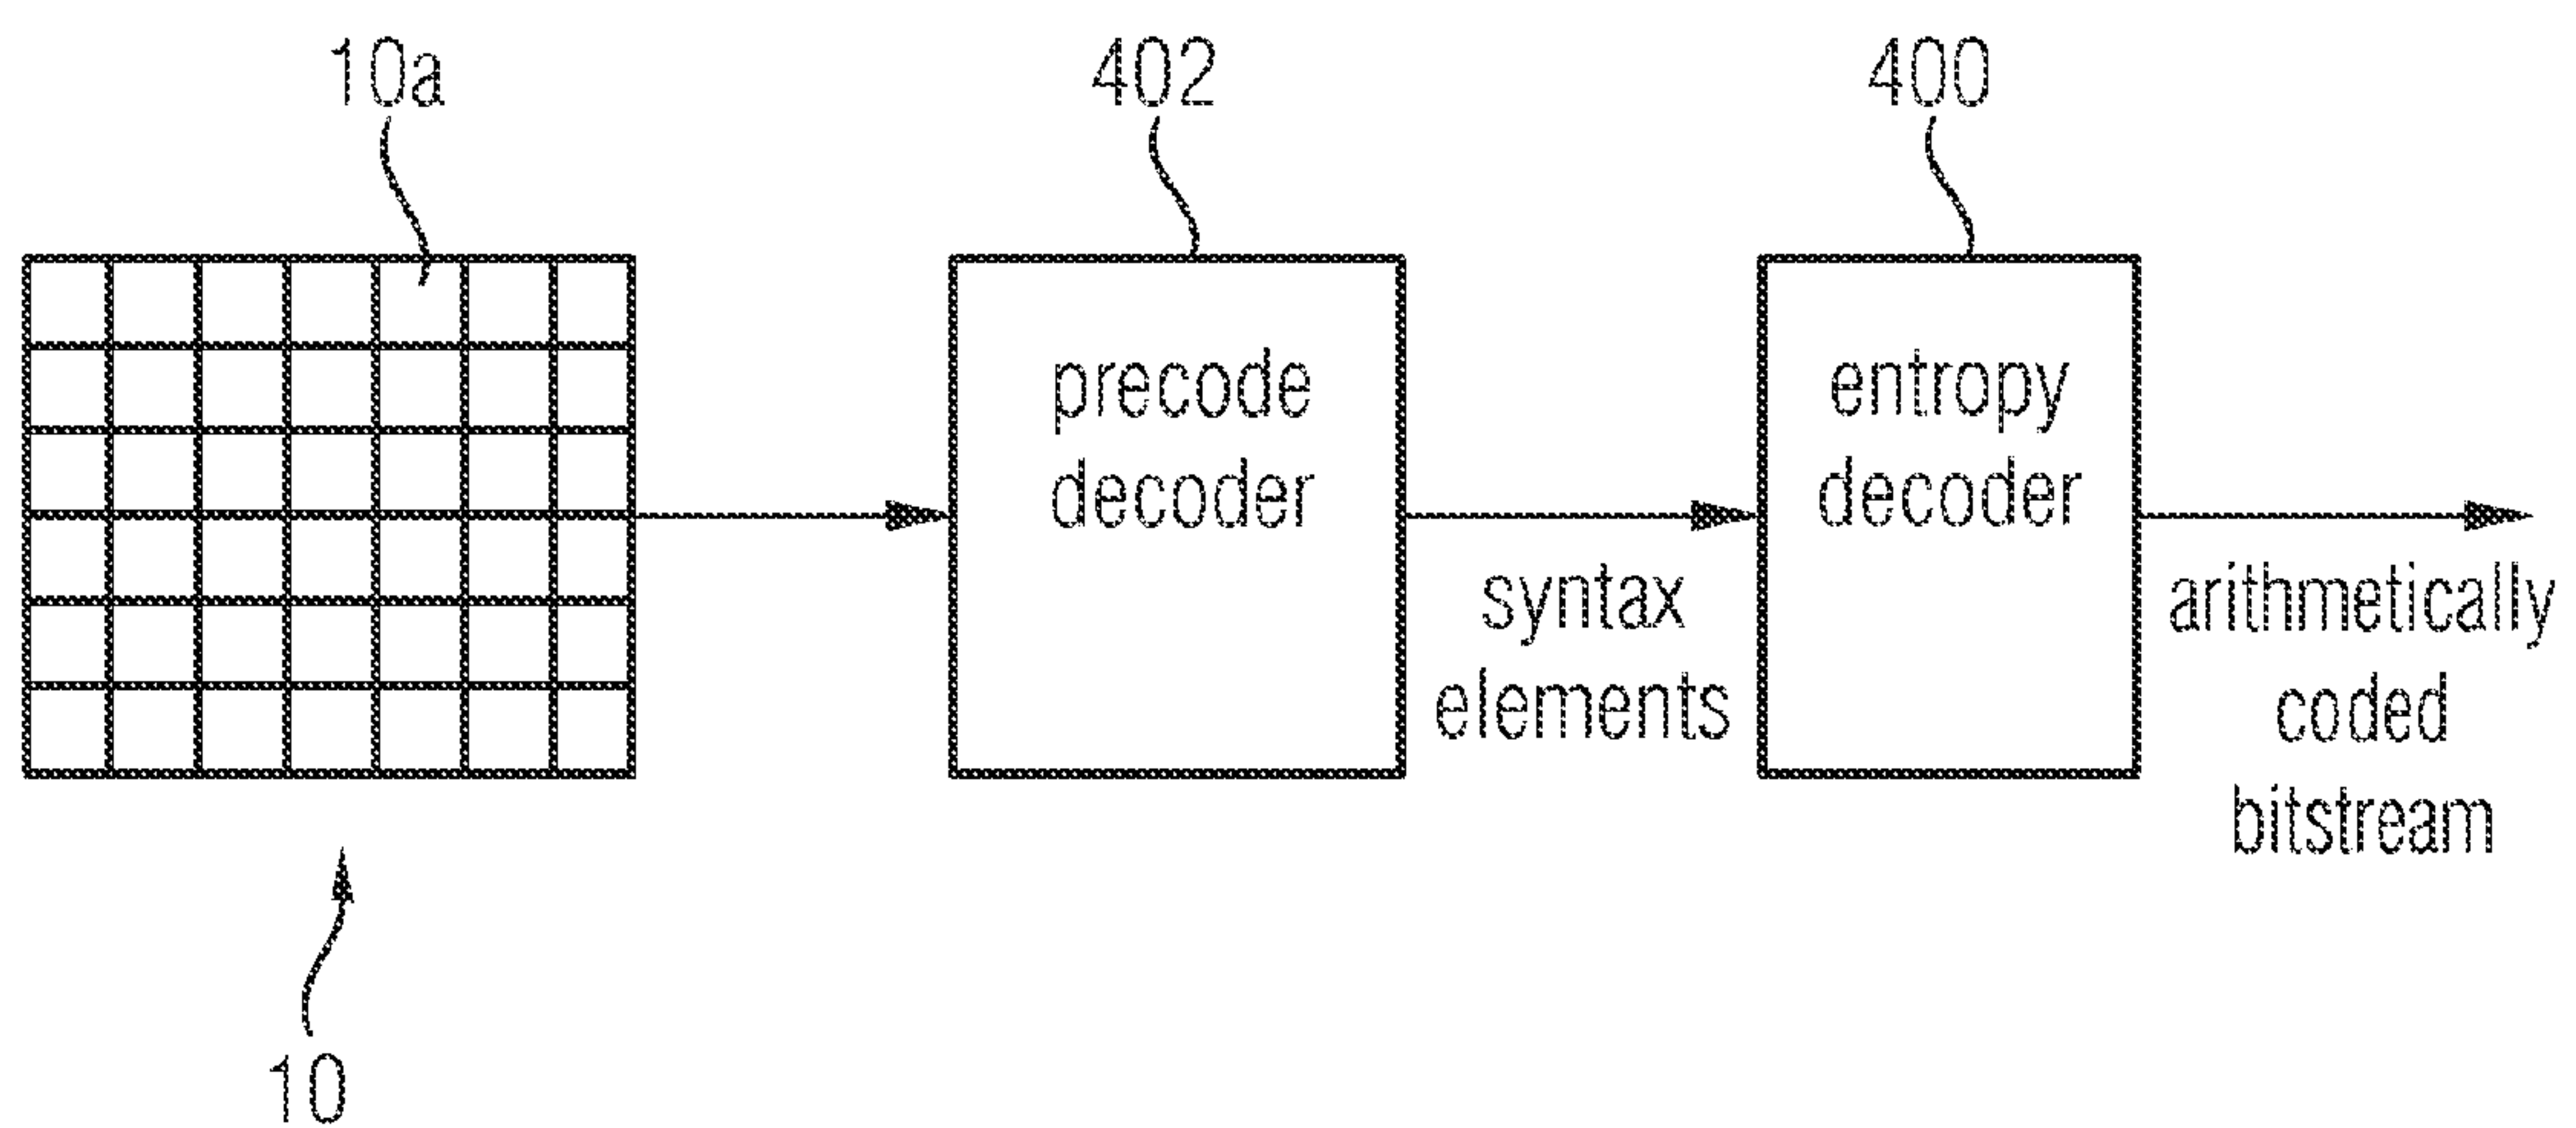 10a
402
400
precode
decoder
entropy
decoder
syntax
elements
arithmetically
coded
bitstream
10